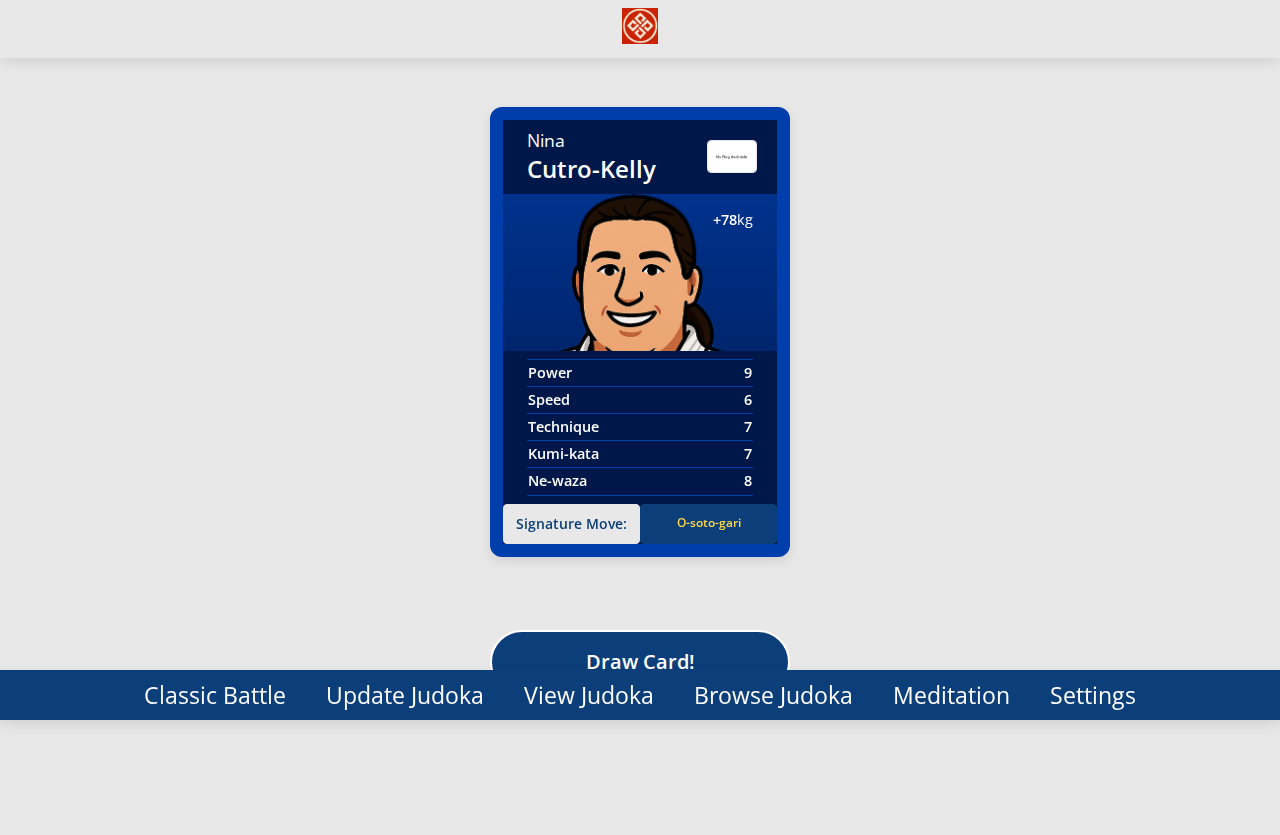 Nina
Cutro-Kelly
No Flag Available
+78kg
Power 9
Speed 6
Technique 7
Kumi-kata 7
Ne-waza 8
Signature Move: O-soto-gari
Draw Card!
Classic Battle Update Judoka View Judoka Browse Judoka Meditation Settings